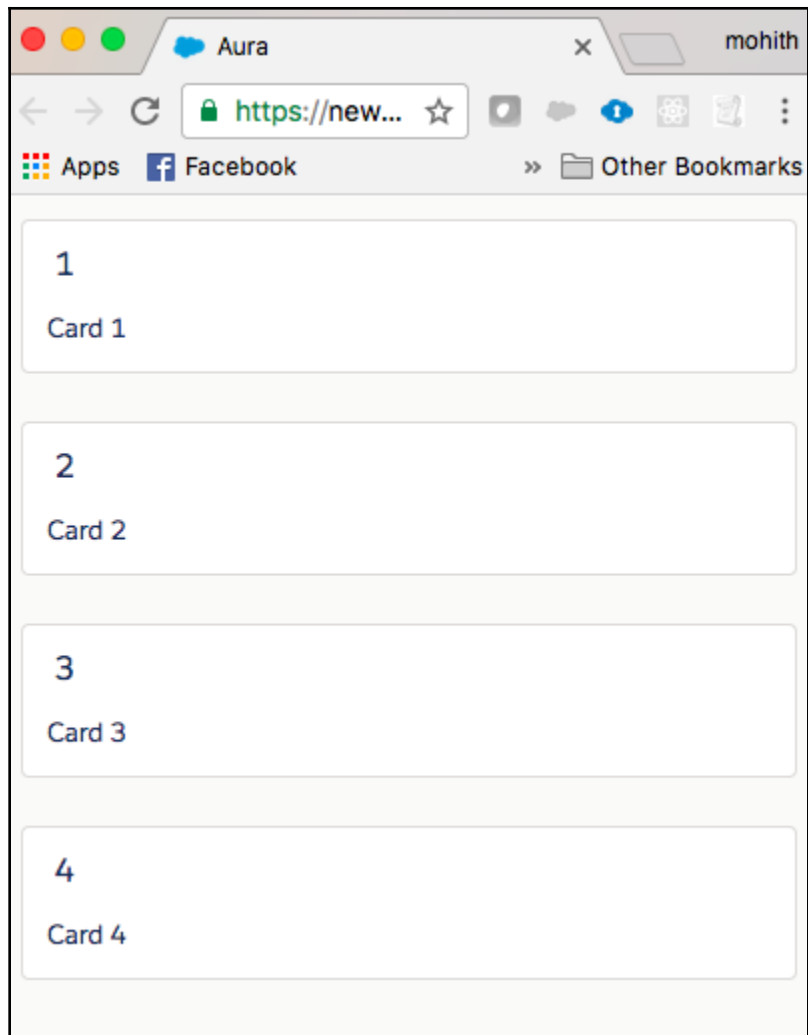 Aura
mohith
https://new...
Apps Facebook » Other Bookmarks
1
Card 1
2
Card 2
3
Card 3
4
Card 4